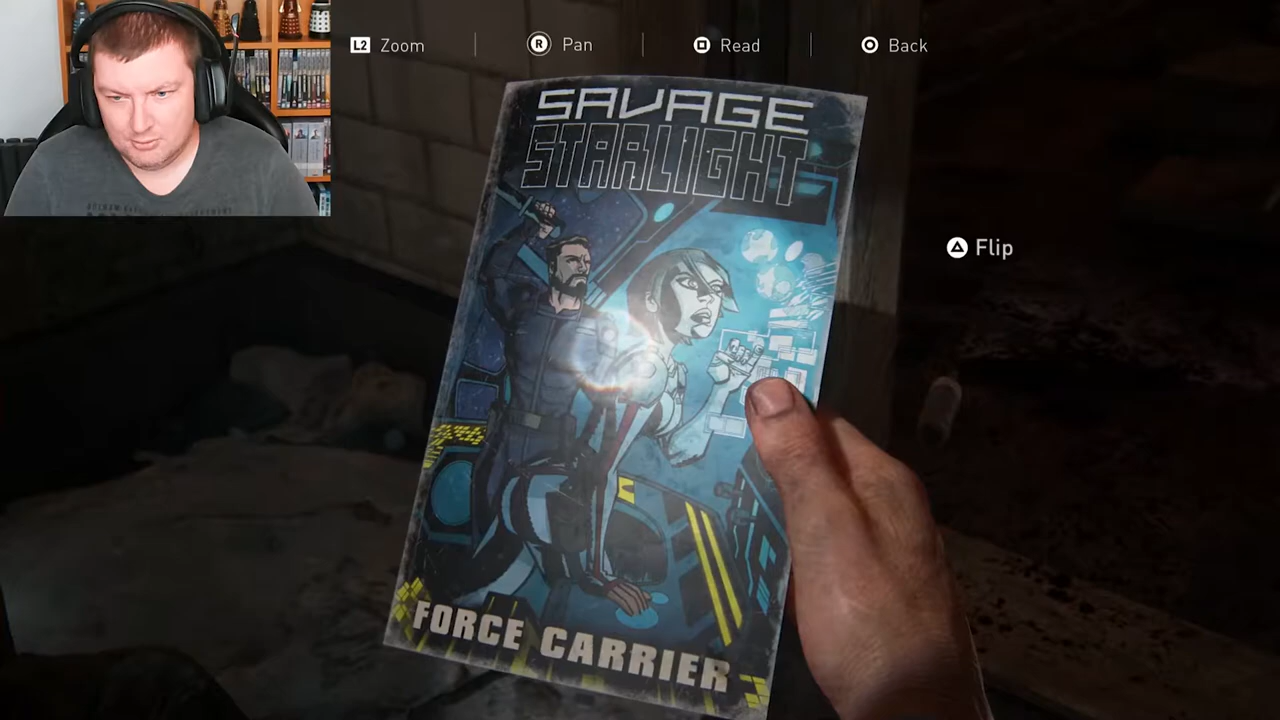 L2 Zoom
R Pan
Read
Back
SAVAGE
STARLIGHT
Flip
FORCE CARRIER